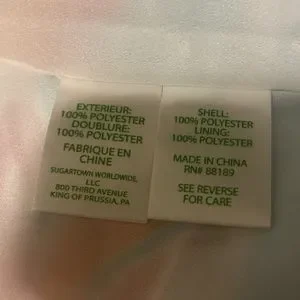 EXTERIEUR:
100% POLYESTER
DOUBLURE:
100% POLYESTER
FABRIQUE EN
CHINE
SUGARTOWN WORLDWIDE,
LLC
800 THIRD AVENUE
KING OF PRUSSIA, PA
SHELL:
100% POLYESTER
LINING:
100% POLYESTER
MADE IN CHINA
RN# 88189
SEE REVERSE
FOR CARE